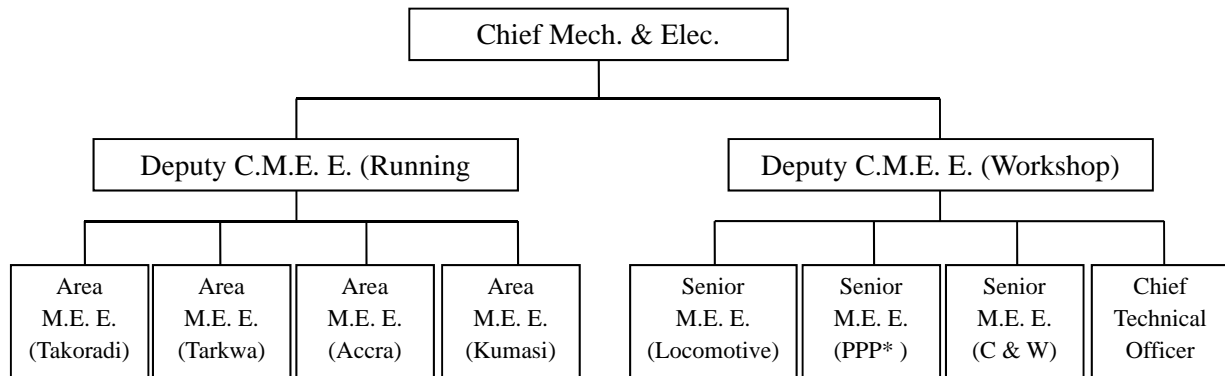 Chief Mech. & Elec.
Deputy C.M.E. E. (Running
Deputy C.M.E. E. (Workshop)
Area
M.E. E.
(Takoradi)
Area
M.E. E.
(Tarkwa)
Area
M.E. E.
(Accra)
Area
M.E. E.
(Kumasi)
Senior
M.E. E.
(Locomotive)
Senior
M.E. E.
(PPP* )
Senior
M.E. E.
(C & W)
Chief
Technical
Officer